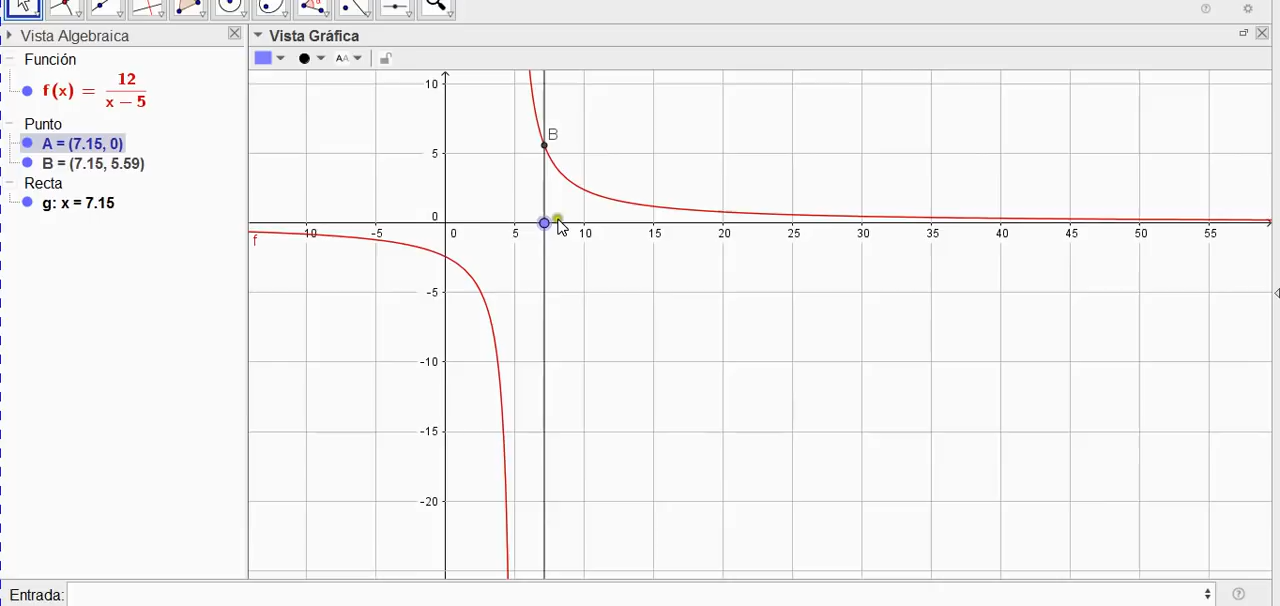 Vista Algebraica
Función
f(x) = 12 / x − 5
Punto
A = (7.15, 0)
B = (7.15, 5.59)
Recta
g: x = 7.15
Vista Gráfica
AA
10
5
0
-5
-10
-15
-20
-10 -5 0 5 10 15 20 25 30 35 40 45 50 55
B
f
Entrada: